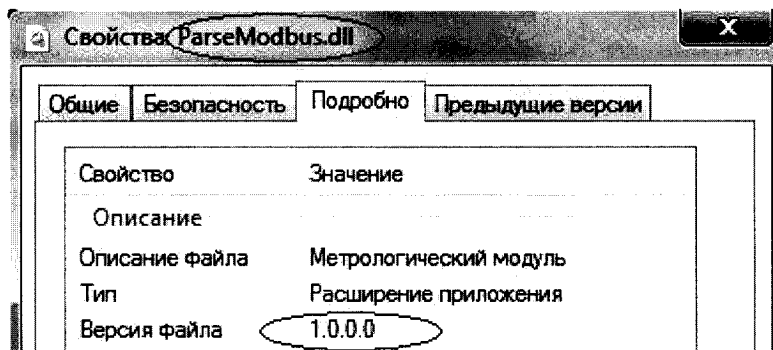 Свойства: ParseModbus.dll
Общие Безопасность Подробно Предыдущие версии
Свойство Значение
Описание
Описание файла Метрологический модуль
Тип Расширение приложения
Версия файла 1.0.0.0